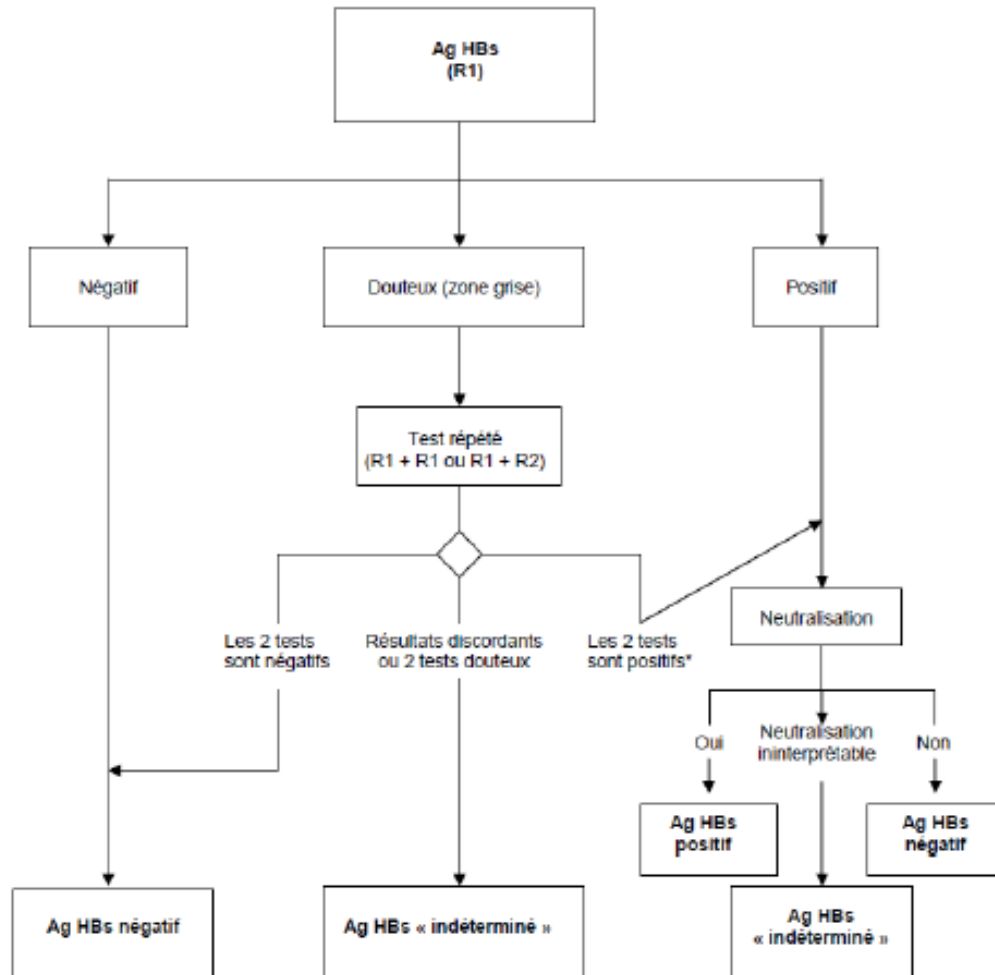 Ag HBs
(R1)
Négatif
Douteux (zone grise)
Positif
Test répété
(R1 + R1 ou R1 + R2)
Les 2 tests
sont négatifs
Résultats discordants
ou 2 tests douteux
Les 2 tests
sont positifs*
Neutralisation
Oui
Neutralisation
ininterprétable
Non
Ag HBs
positif
Ag HBs
négatif
Ag HBs négatif
Ag HBs « indéterminé »
Ag HBs
« indéterminé »